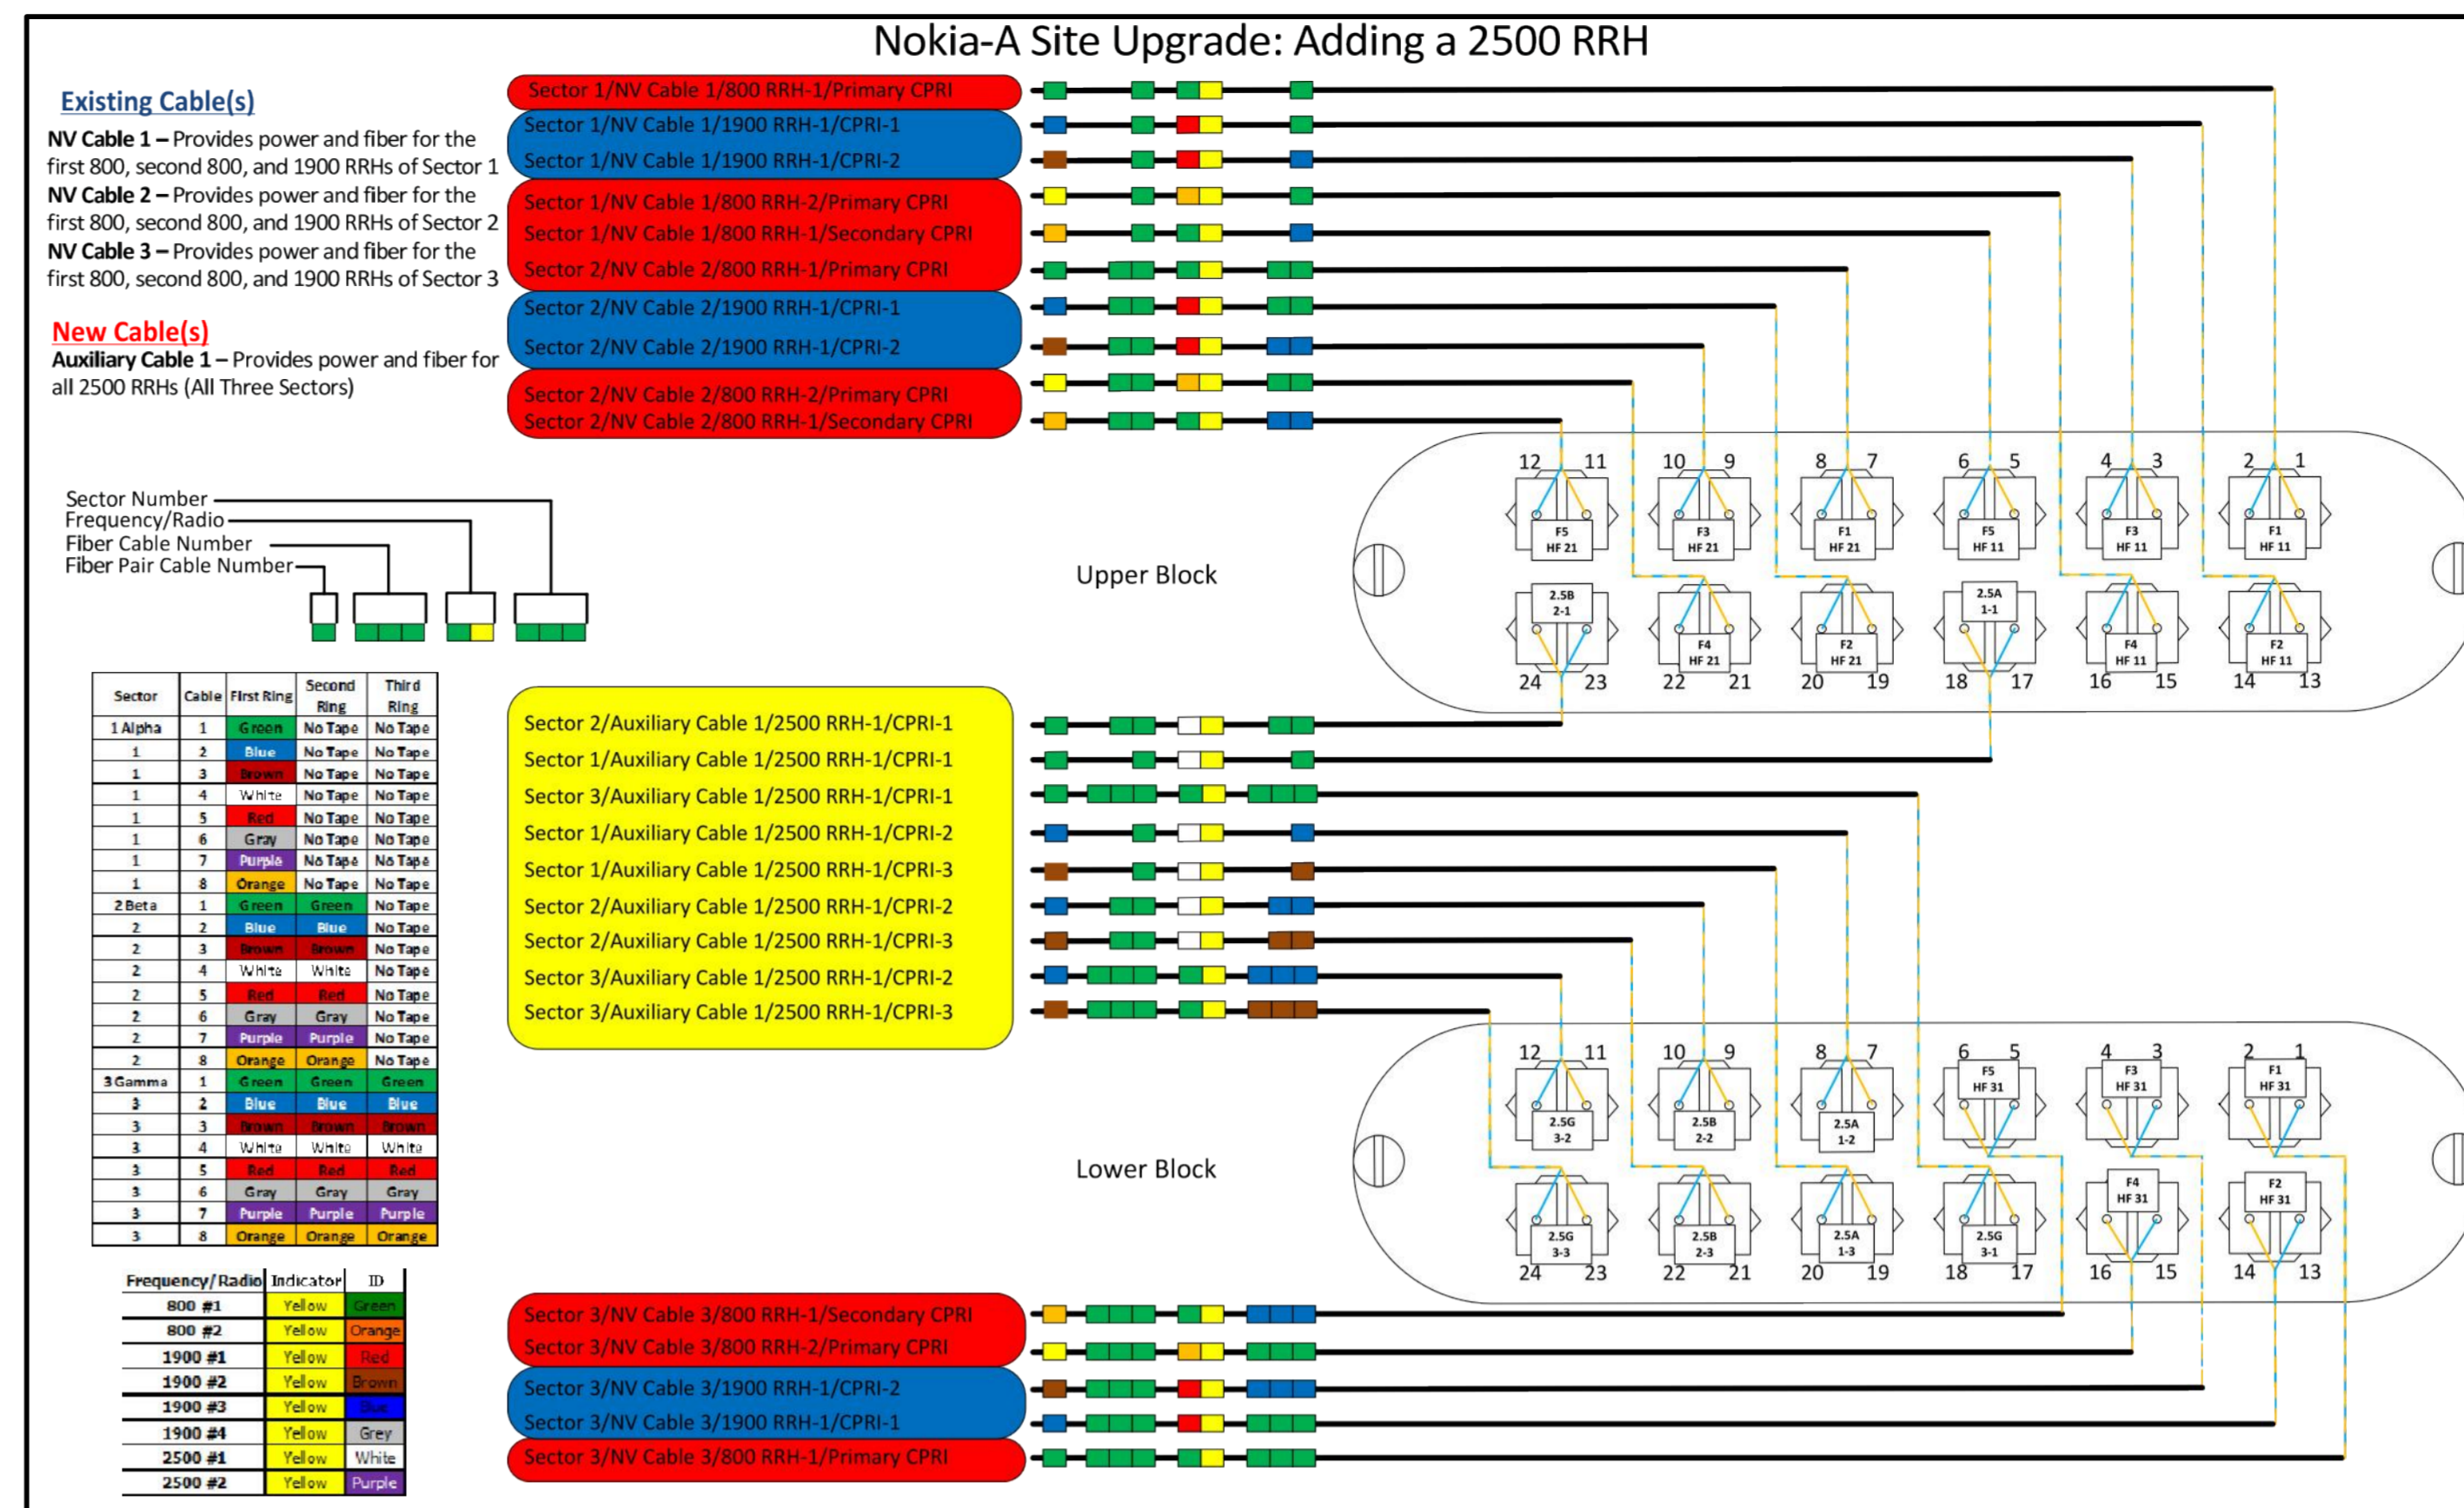 Nokia-A Site Upgrade: Adding a 2500 RRH
Existing Cable(s)
NV Cable 1 – Provides power and fiber for the
first 800, second 800, and 1900 RRHs of Sector 1
NV Cable 2 – Provides power and fiber for the
first 800, second 800, and 1900 RRHs of Sector 2
NV Cable 3 – Provides power and fiber for the
first 800, second 800, and 1900 RRHs of Sector 3
New Cable(s)
Auxiliary Cable 1 – Provides power and fiber for
all 2500 RRHs (All Three Sectors)
Sector 1/NV Cable 1/800 RRH-1/Primary CPRI
Sector 1/NV Cable 1/1900 RRH-1/CPRI-1
Sector 1/NV Cable 1/1900 RRH-1/CPRI-2
Sector 1/NV Cable 1/800 RRH-2/Primary CPRI
Sector 1/NV Cable 1/800 RRH-1/Secondary CPRI
Sector 2/NV Cable 2/800 RRH-1/Primary CPRI
Sector 2/NV Cable 2/1900 RRH-1/CPRI-1
Sector 2/NV Cable 2/1900 RRH-1/CPRI-2
Sector 2/NV Cable 2/800 RRH-2/Primary CPRI
Sector 2/NV Cable 2/800 RRH-1/Secondary CPRI
Sector Number
Frequency/Radio
Fiber Cable Number
Fiber Pair Cable Number
Upper Block
12 11 10 9 8 7 6 5 4 3 2 1
F5 F3 F1 F5 F3 F1
HF 21 HF 21 HF 21 HF 11 HF 11 HF 11
2.5B 2.5A
2-1 1-1
F4 F2 F4 F2
HF 21 HF 21 HF 11 HF 11
24 23 22 21 20 19 18 17 16 15 14 13
Sector Cable First Ring Second Ring Third Ring
1 Alpha 1 Green No Tape No Tape
1 2 Blue No Tape No Tape
1 3 Brown No Tape No Tape
1 4 White No Tape No Tape
1 5 Red No Tape No Tape
1 6 Gray No Tape No Tape
1 7 Purple No Tape No Tape
1 8 Orange No Tape No Tape
2 Beta 1 Green Green No Tape
2 2 Blue Blue No Tape
2 3 Brown Brown No Tape
2 4 White White No Tape
2 5 Red Red No Tape
2 6 Gray Gray No Tape
2 7 Purple Purple No Tape
2 8 Orange Orange No Tape
3 Gamma 1 Green Green Green
3 2 Blue Blue Blue
3 3 Brown Brown Brown
3 4 White White White
3 5 Red Red Red
3 6 Gray Gray Gray
3 7 Purple Purple Purple
3 8 Orange Orange Orange
Sector 2/Auxiliary Cable 1/2500 RRH-1/CPRI-1
Sector 1/Auxiliary Cable 1/2500 RRH-1/CPRI-1
Sector 3/Auxiliary Cable 1/2500 RRH-1/CPRI-1
Sector 1/Auxiliary Cable 1/2500 RRH-1/CPRI-2
Sector 1/Auxiliary Cable 1/2500 RRH-1/CPRI-3
Sector 2/Auxiliary Cable 1/2500 RRH-1/CPRI-2
Sector 2/Auxiliary Cable 1/2500 RRH-1/CPRI-3
Sector 3/Auxiliary Cable 1/2500 RRH-1/CPRI-2
Sector 3/Auxiliary Cable 1/2500 RRH-1/CPRI-3
Lower Block
12 11 10 9 8 7 6 5 4 3 2 1
F5 F3 F1
HF 31 HF 31 HF 31
2.5G 2.5B 2.5A
3-2 2-2 1-2
F4 F2
HF 31 HF 31
2.5G 2.5B 2.5A 2.5G
3-3 2-3 1-3 3-1
24 23 22 21 20 19 18 17 16 15 14 13
Frequency/Radio Indicator ID
800 #1 Yellow Green
800 #2 Yellow Orange
1900 #1 Yellow Red
1900 #2 Yellow Brown
1900 #3 Yellow Blue
1900 #4 Yellow Grey
2500 #1 Yellow White
2500 #2 Yellow Purple
Sector 3/NV Cable 3/800 RRH-1/Secondary CPRI
Sector 3/NV Cable 3/800 RRH-2/Primary CPRI
Sector 3/NV Cable 3/1900 RRH-1/CPRI-2
Sector 3/NV Cable 3/1900 RRH-1/CPRI-1
Sector 3/NV Cable 3/800 RRH-1/Primary CPRI